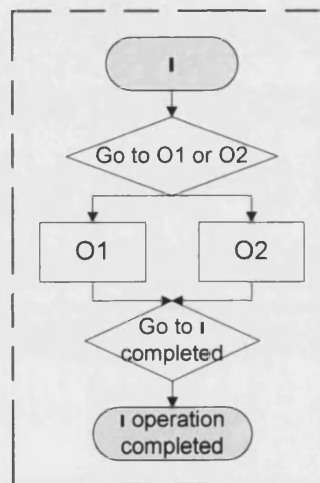 I
Go to O1 or O2
O1
O2
Go to ı
completed
ı operation
completed